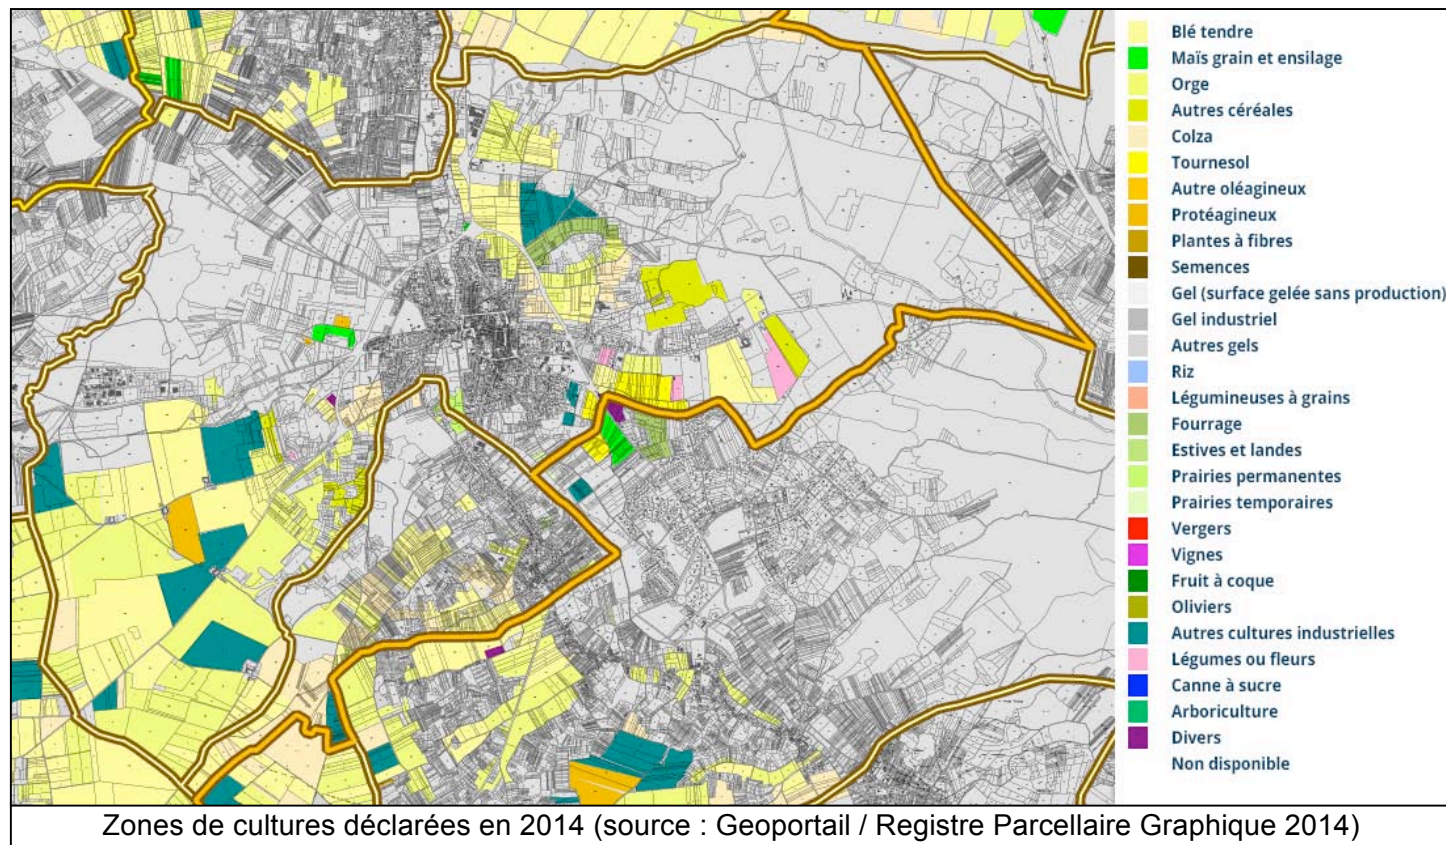 Blé tendre
Maïs grain et ensilage
Orge
Autres céréales
Colza
Tournesol
Autre oléagineux
Protéagineux
Plantes à fibres
Semences
Gel (surface gelée sans production)
Gel industriel
Autres gels
Riz
Légumineuses à grains
Fourrage
Estives et landes
Prairies permanentes
Prairies temporaires
Vergers
Vignes
Fruit à coque
Oliviers
Autres cultures industrielles
Légumes ou fleurs
Canne à sucre
Arboriculture
Divers
Non disponible
Zones de cultures déclarées en 2014 (source : Geoportail / Registre Parcellaire Graphique 2014)